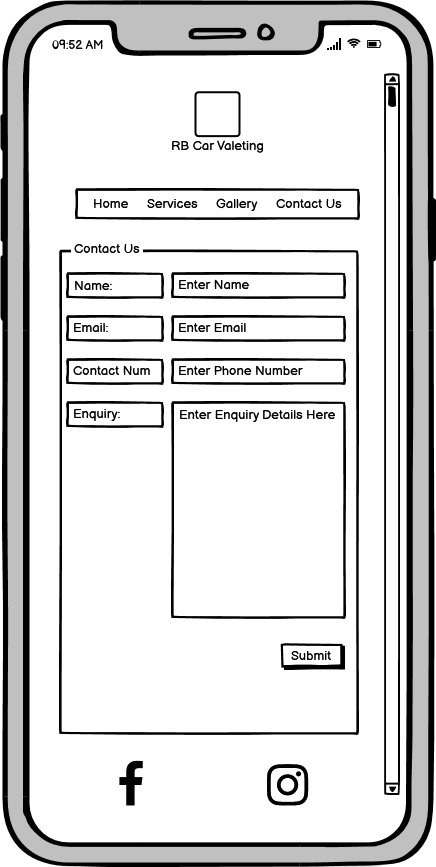 09:52 AM
RB Car Valeting
Home Services Gallery Contact Us
Contact Us
Name: Enter Name
Email: Enter Email
Contact Num Enter Phone Number
Enquiry: Enter Enquiry Details Here
Submit